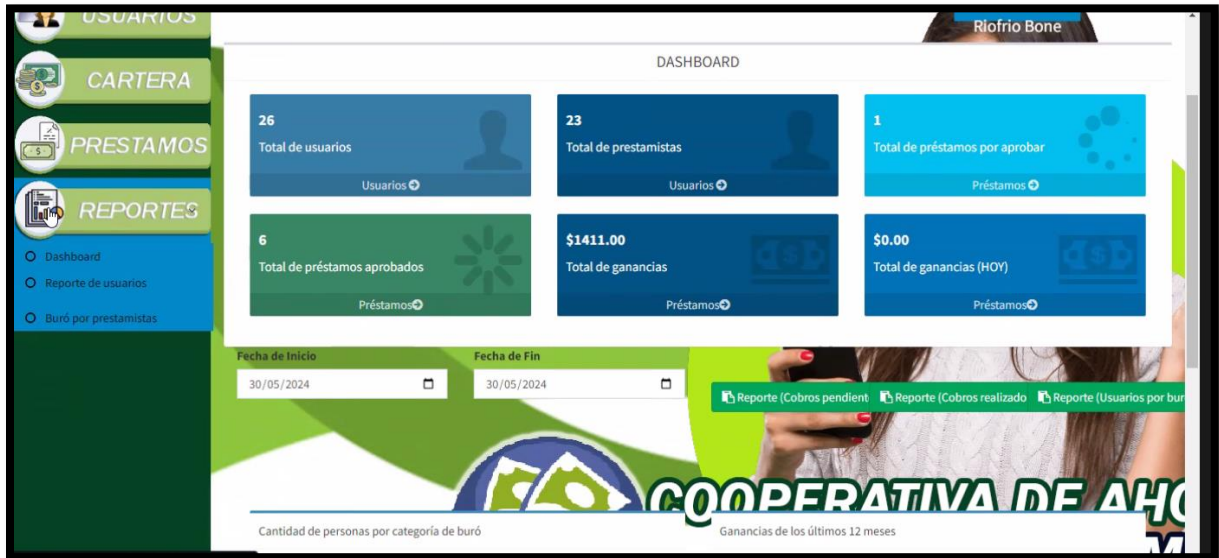 USUARIOS
CARTERA
PRESTAMOS
REPORTES
Dashboard
Reporte de usuarios
Buró por prestamistas
Riofrio Bone
DASHBOARD
26
Total de usuarios
Usuarios
23
Total de prestamistas
Usuarios
1
Total de préstamos por aprobar
Préstamos
6
Total de préstamos aprobados
Préstamos
$1411.00
Total de ganancias
Préstamos
$0.00
Total de ganancias (HOY)
Préstamos
Fecha de Inicio
Fecha de Fin
30/05/2024
30/05/2024
Reporte (Cobros pendient
Reporte (Cobros realizado
Reporte (Usuarios por bur
COOPERATIVA DE AHO
M
Cantidad de personas por categoría de buró
Ganancias de los últimos 12 meses